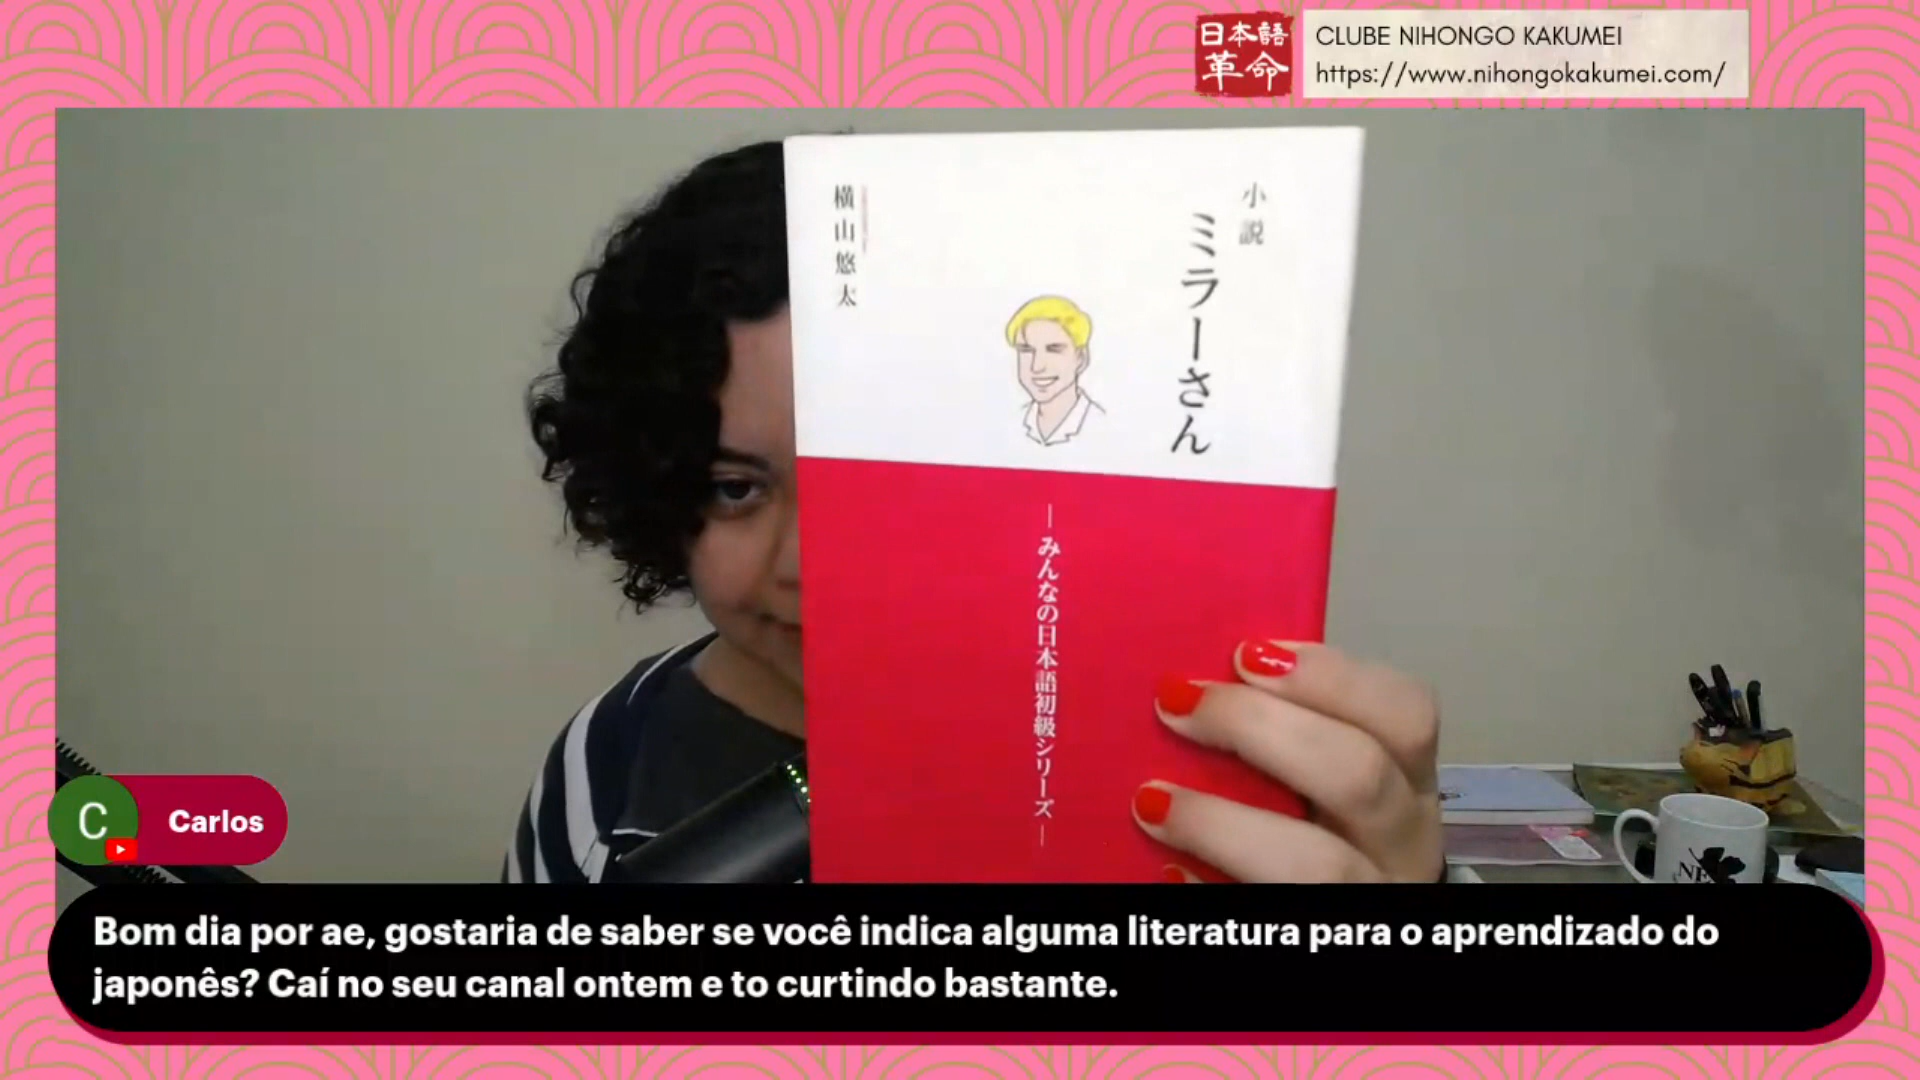 日本語
革命
CLUBE NIHONGO KAKUMEI
https://www.nihongokakumei.com/
小説
ミラーさん
横山悠太
—みんなの日本語初級シリーズ—
C
Carlos
Bom dia por ae, gostaria de saber se você indica alguma literatura para o aprendizado do
japonês? Caí no seu canal ontem e to curtindo bastante.